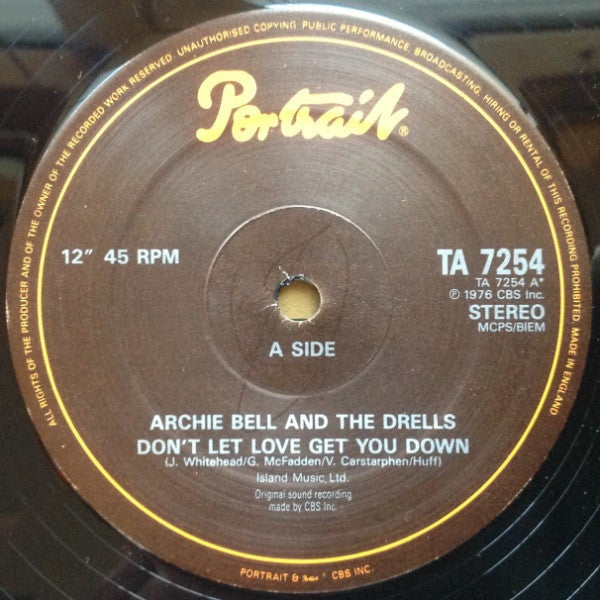 ALL RIGHTS OF THE PRODUCER AND OF THE OWNER OF THE RECORDED WORK RESERVED UNAUTHORISED COPYING PUBLIC PERFORMANCE, BROADCASTING, HIRING OR RENTAL OF THIS RECORDING PROHIBITED. MADE IN ENGLAND
Portrait®
12" 45 RPM
TA 7254
TA 7254 A*
℗ 1976 CBS Inc.
STEREO
MCPS/BIEM
A SIDE
ARCHIE BELL AND THE DRELLS
DON'T LET LOVE GET YOU DOWN
(J. Whitehead/G. McFadden/V. Carstarphen/Huff)
Island Music, Ltd.
Original sound recording
made by CBS Inc.
PORTRAIT & CBS INC.